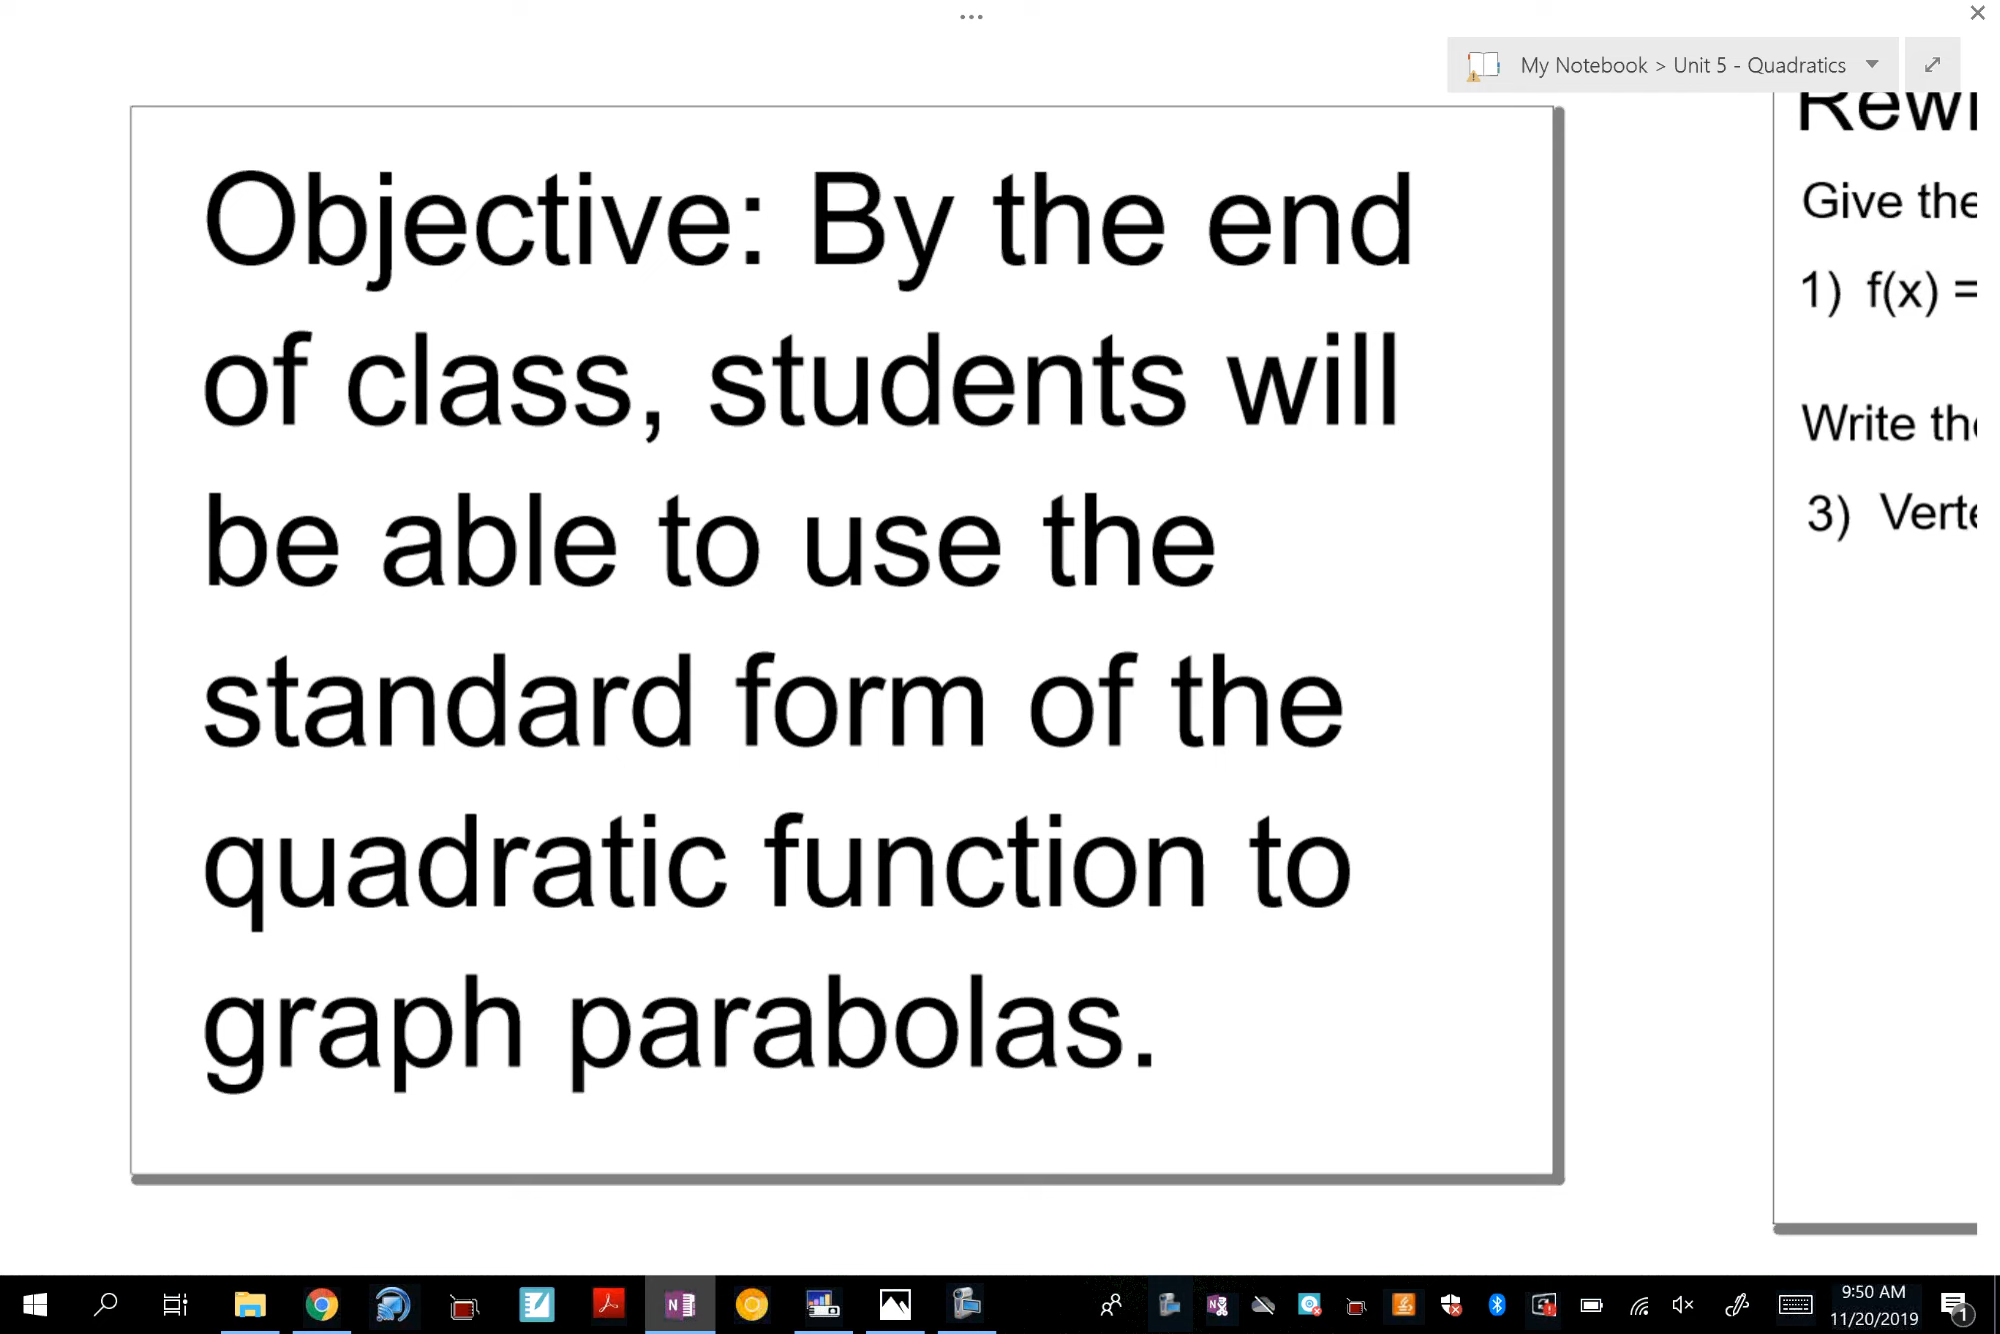 ...
My Notebook > Unit 5 - Quadratics
Objective: By the end
of class, students will
be able to use the
standard form of the
quadratic function to
graph parabolas.
Give the
1) f(x) =
Write
3)
9:50 AM
11/20/2019
1